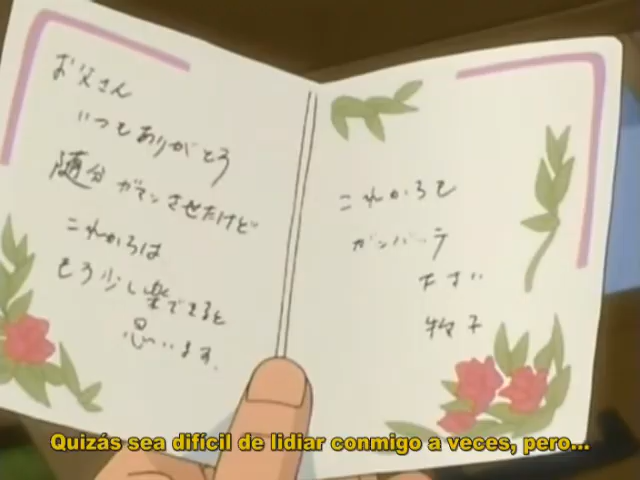 お父さん
いつもありがとう
随分ガマンさせたけど
これからは
もう少し楽できると
思います。
これからも
ガンバッテ
下さい
牧子
Quizás sea difícil de lidiar conmigo a veces, pero...